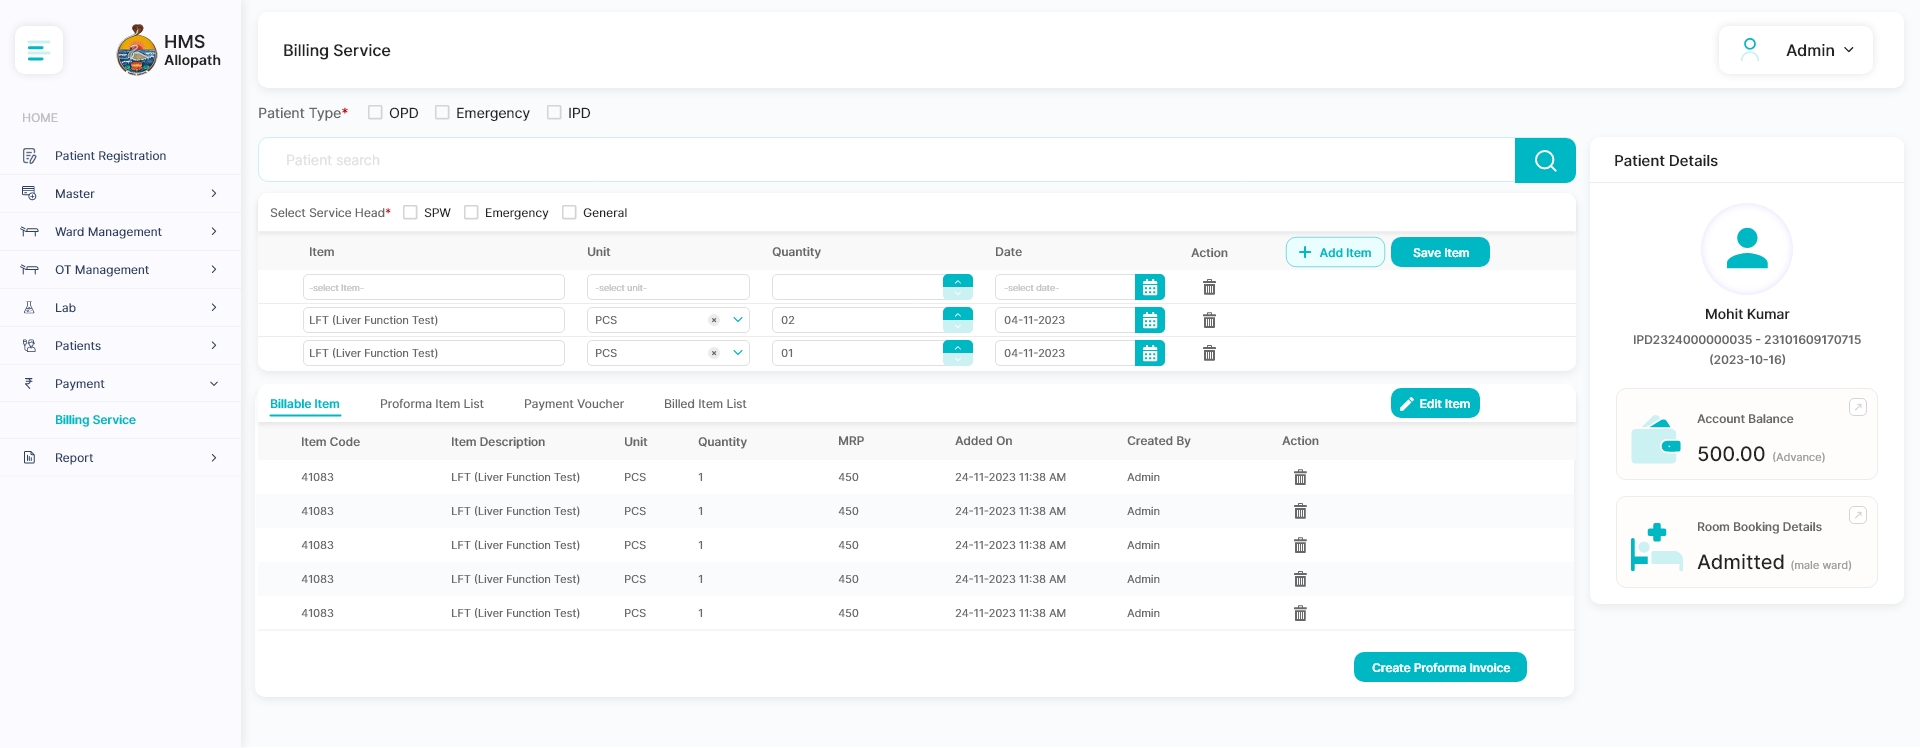 HMS
Allopath
Billing Service
Admin
HOME
Patient Registration
Master
Ward Management
OT Management
Lab
Patients
Payment
Billing Service
Report
Patient Type* OPD Emergency IPD
Patient search
Select Service Head* SPW Emergency General
Item Unit Quantity Date Action + Add Item Save Item
-select Item- -select unit- -select date-
LFT (Liver Function Test) PCS 02 04-11-2023
LFT (Liver Function Test) PCS 01 04-11-2023
Billable Item Proforma Item List Payment Voucher Billed Item List Edit Item
Item Code Item Description Unit Quantity MRP Added On Created By Action
41083 LFT (Liver Function Test) PCS 1 450 24-11-2023 11:38 AM Admin
41083 LFT (Liver Function Test) PCS 1 450 24-11-2023 11:38 AM Admin
41083 LFT (Liver Function Test) PCS 1 450 24-11-2023 11:38 AM Admin
41083 LFT (Liver Function Test) PCS 1 450 24-11-2023 11:38 AM Admin
41083 LFT (Liver Function Test) PCS 1 450 24-11-2023 11:38 AM Admin
Create Proforma Invoice
Patient Details
Mohit Kumar
IPD2324000000035 - 23101609170715
(2023-10-16)
Account Balance
500.00 (Advance)
Room Booking Details
Admitted (male ward)